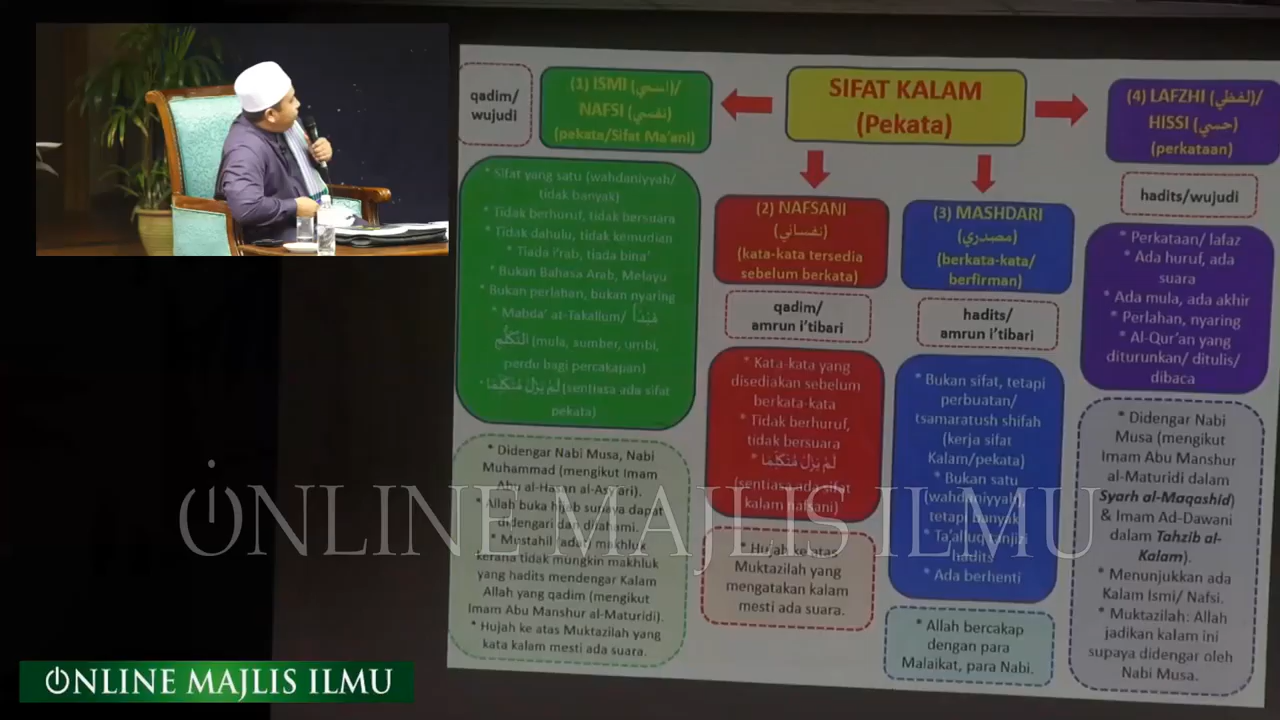 SIFAT KALAM
(Pekata)
qadim/
wujudi
(1) ISMI (إسمي)/
NAFSI (نفسي)
(pekata/Sifat Ma'ani)
* Sifat yang satu (wahdaniyyah/
tidak banyak)
* Tidak berhuruf, tidak bersuara
* Tidak dahulu, tidak kemudian
* Tiada i'rab, tiada bina'
* Bukan Bahasa Arab, Melayu
* Bukan perlahan, bukan nyaring
* Mabda' at-Takallum/ مَبْدَأُ
التَّكَلُّمِ (mula, sumber, umbi,
perdu bagi percakapan)
* لَمْ يَزَلْ مُتَكَلِّمًا (sentiasa ada sifat
pekata)
* Didengar Nabi Musa, Nabi
Muhammad (mengikut Imam
Abu al-Hasan al-Asy'ari).
* Allah buka hijab supaya dapat
didengari dan fahami.
* Mustahil 'adat, makhluk
kerana tidak mungkin makhluk
yang hadits mendengar Kalam
Allah yang qadim (mengikut
Imam Abu Manshur al-Maturidi).
* Hujah ke atas Muktazilah yang
kata kalam mesti ada suara.
(2) NAFSANI
(نفساني)
(kata-kata tersedia
sebelum berkata)
qadim/
amrun i'tibari
* Kata-kata yang
disediakan sebelum
berkata-kata
* Tidak berhuruf,
tidak bersuara
* لَمْ يَزَلْ مُتَكَلِّمًا
(sentiasa ada sifat
kalam nafsani)
* Hujah ke atas
Muktazilah yang
mengatakan kalam
mesti ada suara.
(3) MASHDARI
(مصدري)
(berkata-kata/
berfirman)
hadits/
amrun i'tibari
* Bukan sifat, tetapi
perbuatan/
tsamaratush shifah
(kerja sifat
Kalam/pekata)
* Bukan satu
(wahdaniyyah),
tetapi banyak
* Ta'alluq tanjizi
hadits
* Ada berhenti
* Allah bercakap
dengan para
Malaikat, para Nabi.
(4) LAFZHI (لفظي)/
HISSI (حسي)
(perkataan)
hadits/wujudi
* Perkataan/ lafaz
* Ada huruf, ada
suara
* Ada mula, ada akhir
* Perlahan, nyaring
* Al-Qur'an yang
diturunkan/ ditulis/
dibaca
* Didengar Nabi
Musa (mengikut
Imam Abu Manshur
al-Maturidi dalam
Syarh al-Maqashid)
& Imam Ad-Dawani
dalam Tahzib al-
Kalam).
* Menunjukkan ada
Kalam Ismi/ Nafsi.
* Muktazilah: Allah
jadikan kalam ini
supaya didengar oleh
Nabi Musa.
ONLINE MAJLIS ILMU
ONLINE MAJLIS ILMU